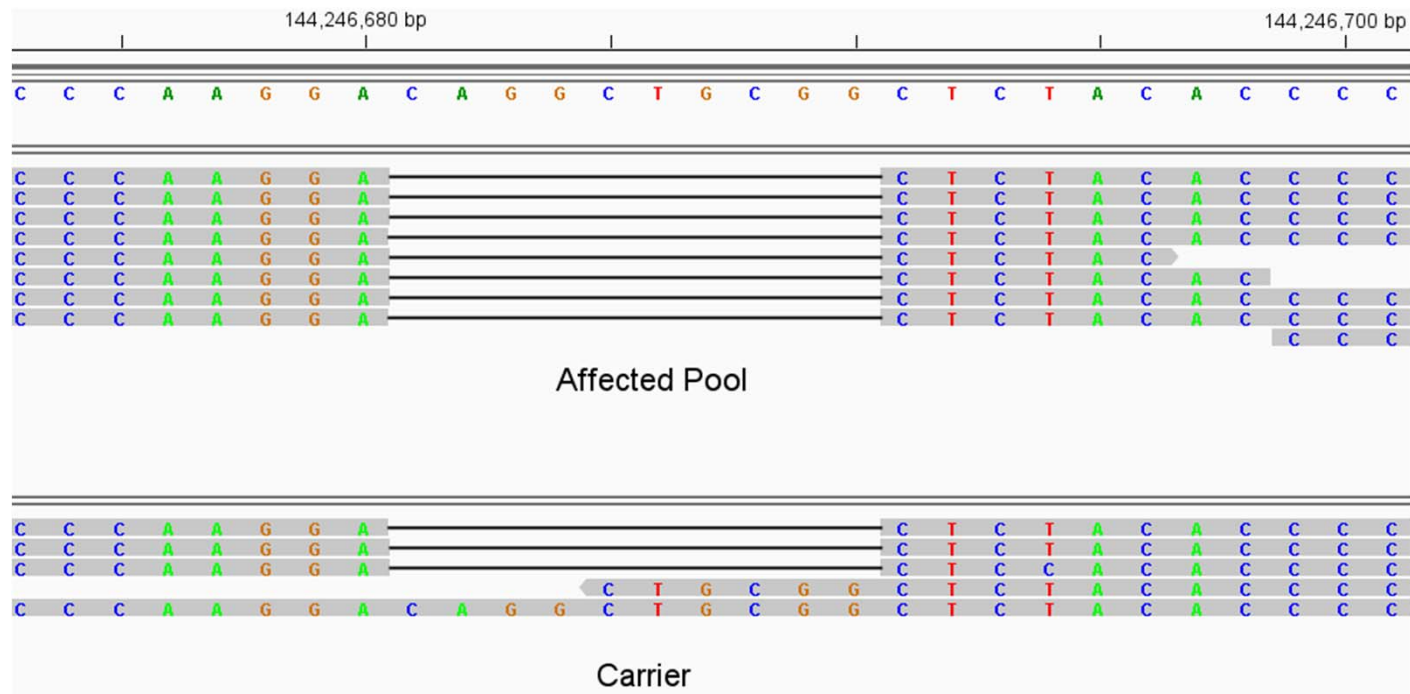 144,246,680 bp 144,246,700 bp
C C C A A G G A C A G G C T G C G G C T C T A C A C C C C
C C C A A G G A C T C T A C A C C C C
C C C A A G G A C T C T A C A C C C C
C C C A A G G A C T C T A C A C C C C
C C C A A G G A C T C T A C A C C C C
C C C A A G G A C T C T A C
C C C A A G G A C T C T A C A C
C C C A A G G A C T C T A C A C C C C
C C C A A G G A C T C T A C A C C C C
C C C
Affected Pool
C C C A A G G A C T C T A C A C C C C
C C C A A G G A C T C T A C A C C C C
C C C A A G G A C T C C A C A C C C C
C T G C G G C T C T A C A C C C C
C C C A A G G A C A G G C T G C G G C T C T A C A C C C C
Carrier